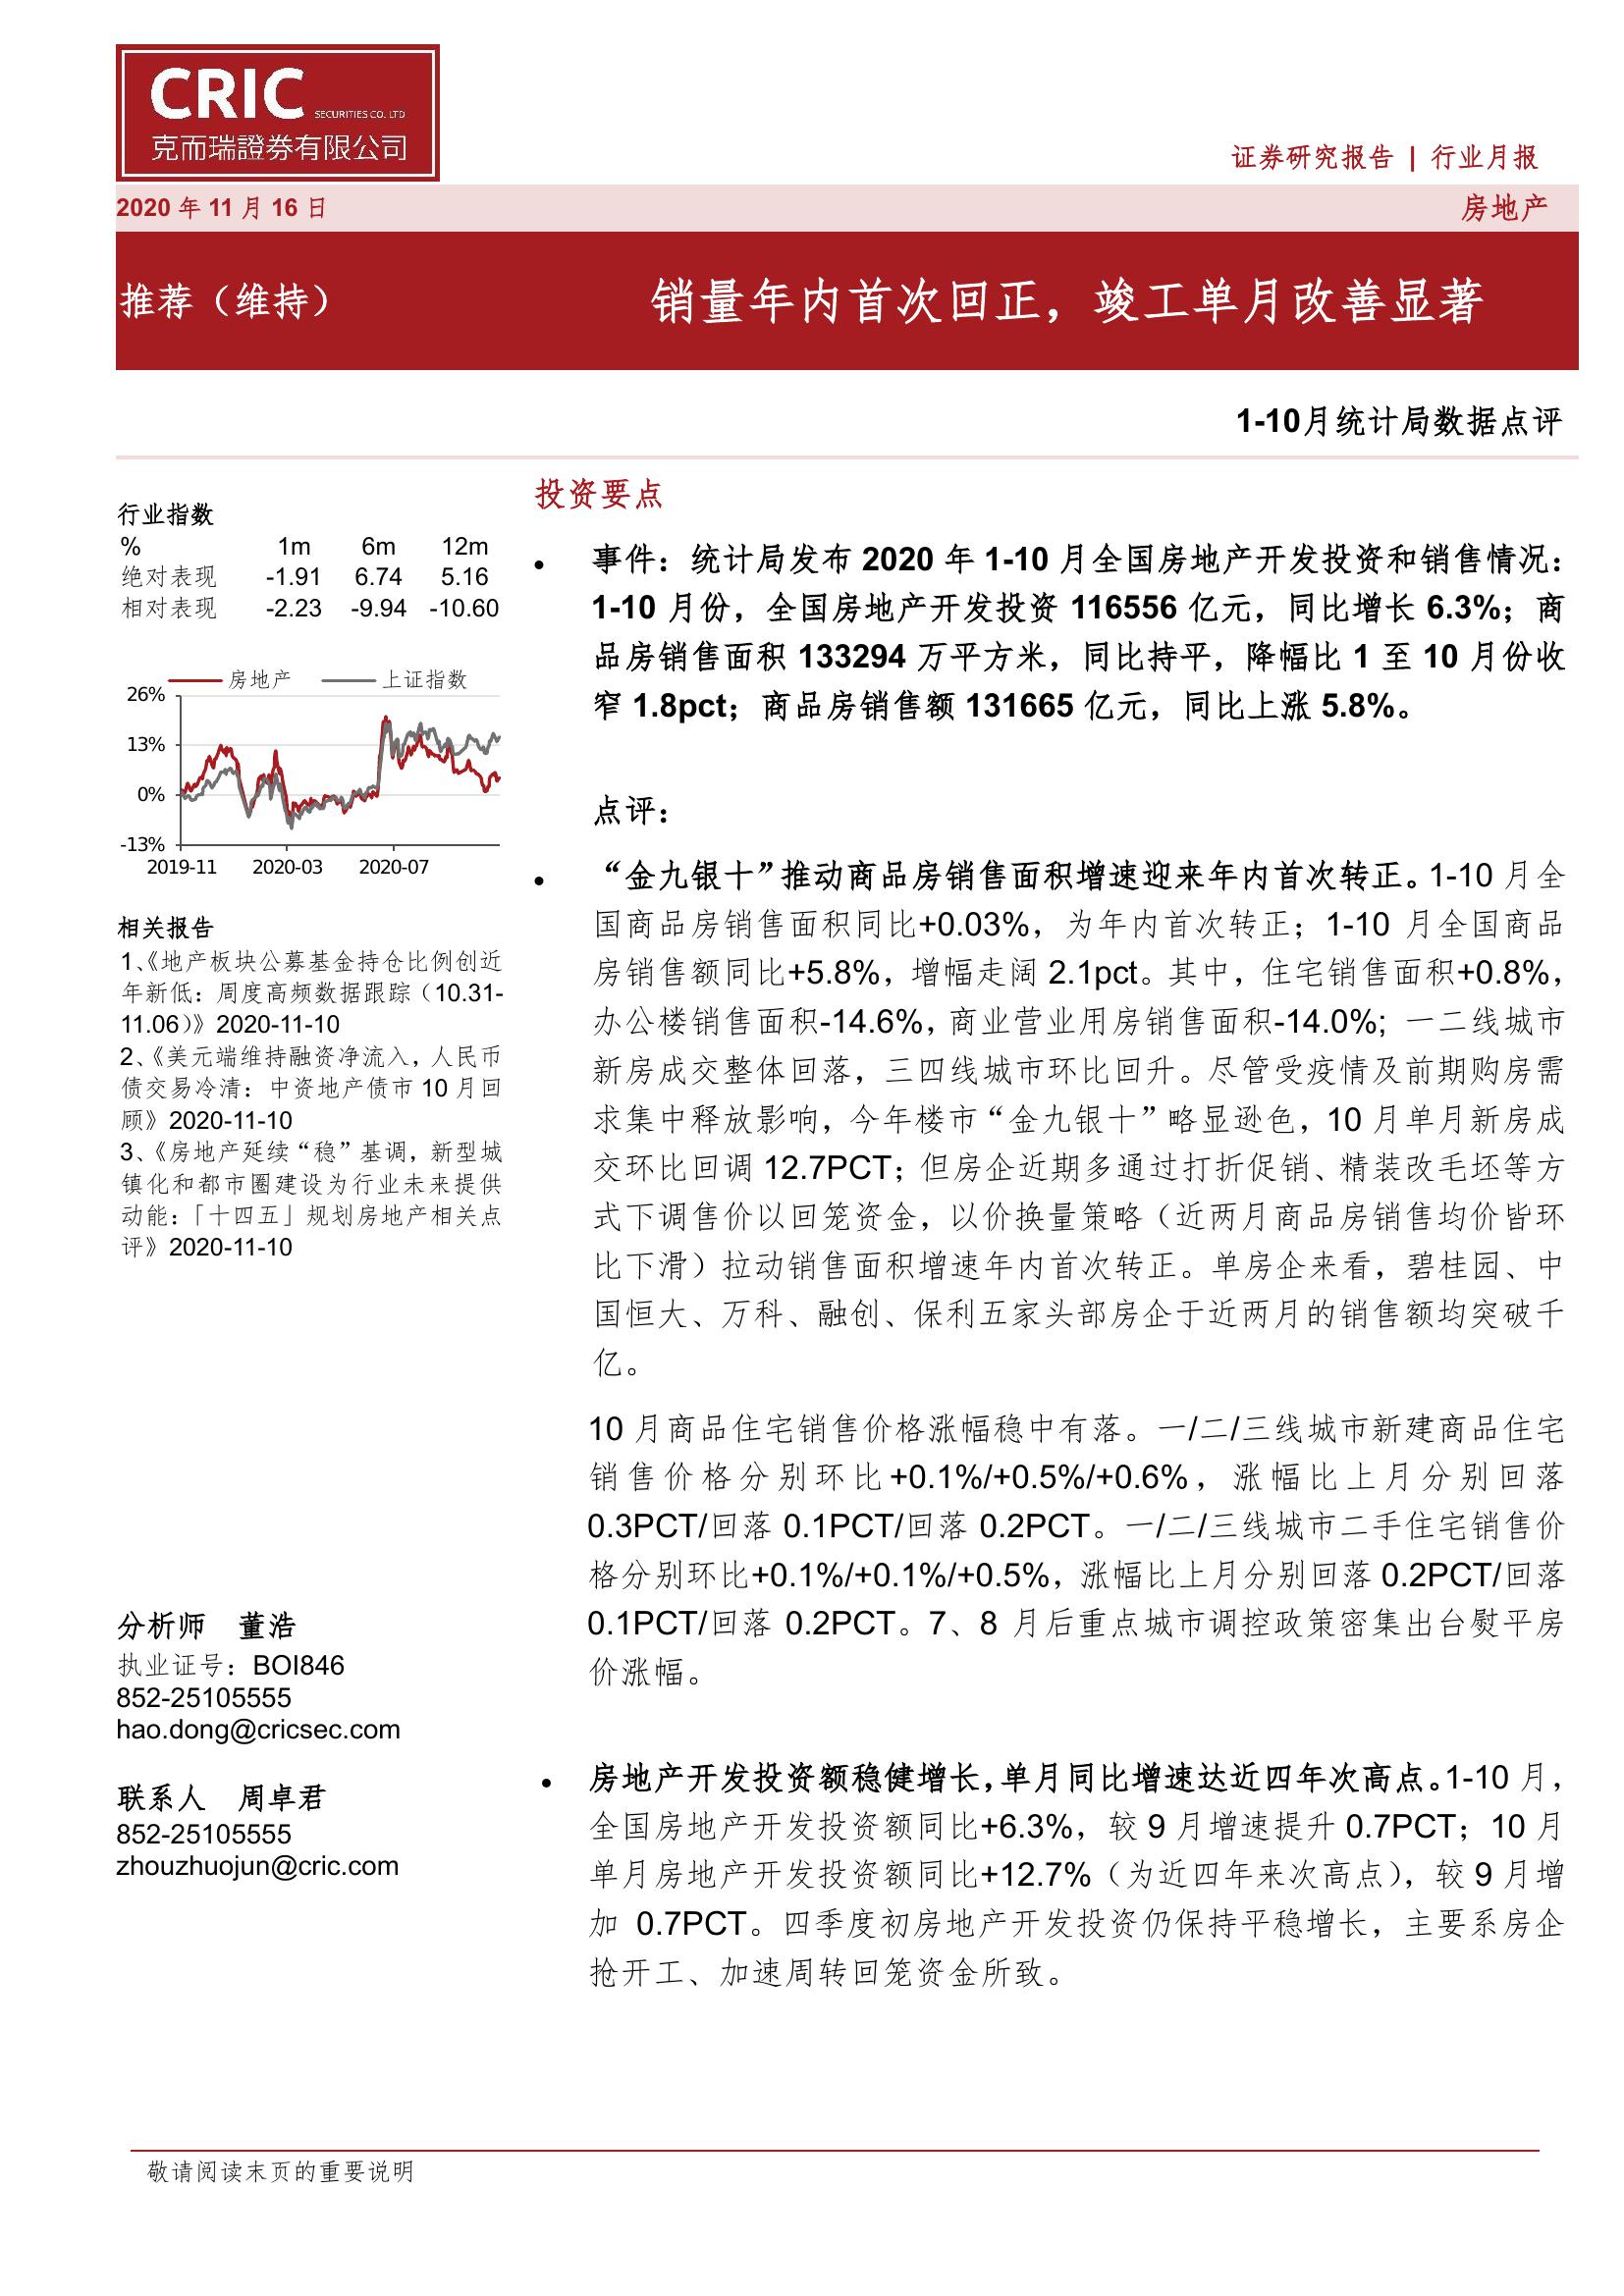 CRIC SECURITIES CO. LTD
克而瑞證券有限公司
证券研究报告 | 行业月报
2020 年 11 月 16 日
房地产
推荐（维持）
销量年内首次回正，竣工单月改善显著
1-10月统计局数据点评
行业指数
% 1m 6m 12m
绝对表现 -1.91 6.74 5.16
相对表现 -2.23 -9.94 -10.60
房地产 上证指数
26%
13%
0%
-13%
2019-11 2020-03 2020-07
相关报告
1、《地产板块公募基金持仓比例创近
年新低：周度高频数据跟踪（10.31-
11.06）》2020-11-10
2、《美元端维持融资净流入，人民币
债交易冷清：中资地产债市 10 月回
顾》2020-11-10
3、《房地产延续“稳”基调，新型城
镇化和都市圈建设为行业未来提供
动能：「十四五」规划房地产相关点
评》2020-11-10
分析师 董浩
执业证号：BOI846
852-25105555
hao.dong@cricsec.com
联系人 周卓君
852-25105555
zhouzhuojun@cric.com
投资要点
• 事件：统计局发布 2020 年 1-10 月全国房地产开发投资和销售情况：
1-10 月份，全国房地产开发投资 116556 亿元，同比增长 6.3%；商
品房销售面积 133294 万平方米，同比持平，降幅比 1 至 10 月份收
窄 1.8pct；商品房销售额 131665 亿元，同比上涨 5.8%。
点评：
• “金九银十”推动商品房销售面积增速迎来年内首次转正。1-10 月全
国商品房销售面积同比+0.03%，为年内首次转正；1-10 月全国商品
房销售额同比+5.8%，增幅走阔 2.1pct。其中，住宅销售面积+0.8%，
办公楼销售面积-14.6%，商业营业用房销售面积-14.0%; 一二线城市
新房成交整体回落，三四线城市环比回升。尽管受疫情及前期购房需
求集中释放影响，今年楼市“金九银十”略显逊色，10 月单月新房成
交环比回调 12.7PCT；但房企近期多通过打折促销、精装改毛坯等方
式下调售价以回笼资金，以价换量策略（近两月商品房销售均价皆环
比下滑）拉动销售面积增速年内首次转正。单房企来看，碧桂园、中
国恒大、万科、融创、保利五家头部房企于近两月的销售额均突破千
亿。
10 月商品住宅销售价格涨幅稳中有落。一/二/三线城市新建商品住宅
销售价格分别环比+0.1%/+0.5%/+0.6%，涨幅比上月分别回落
0.3PCT/回落 0.1PCT/回落 0.2PCT。一/二/三线城市二手住宅销售价
格分别环比+0.1%/+0.1%/+0.5%，涨幅比上月分别回落 0.2PCT/回落
0.1PCT/回落 0.2PCT。7、8 月后重点城市调控政策密集出台熨平房
价涨幅。
• 房地产开发投资额稳健增长，单月同比增速达近四年次高点。1-10 月，
全国房地产开发投资额同比+6.3%，较 9 月增速提升 0.7PCT；10 月
单月房地产开发投资额同比+12.7%（为近四年来次高点），较 9 月增
加 0.7PCT。四季度初房地产开发投资仍保持平稳增长，主要系房企
抢开工、加速周转回笼资金所致。
敬请阅读末页的重要说明